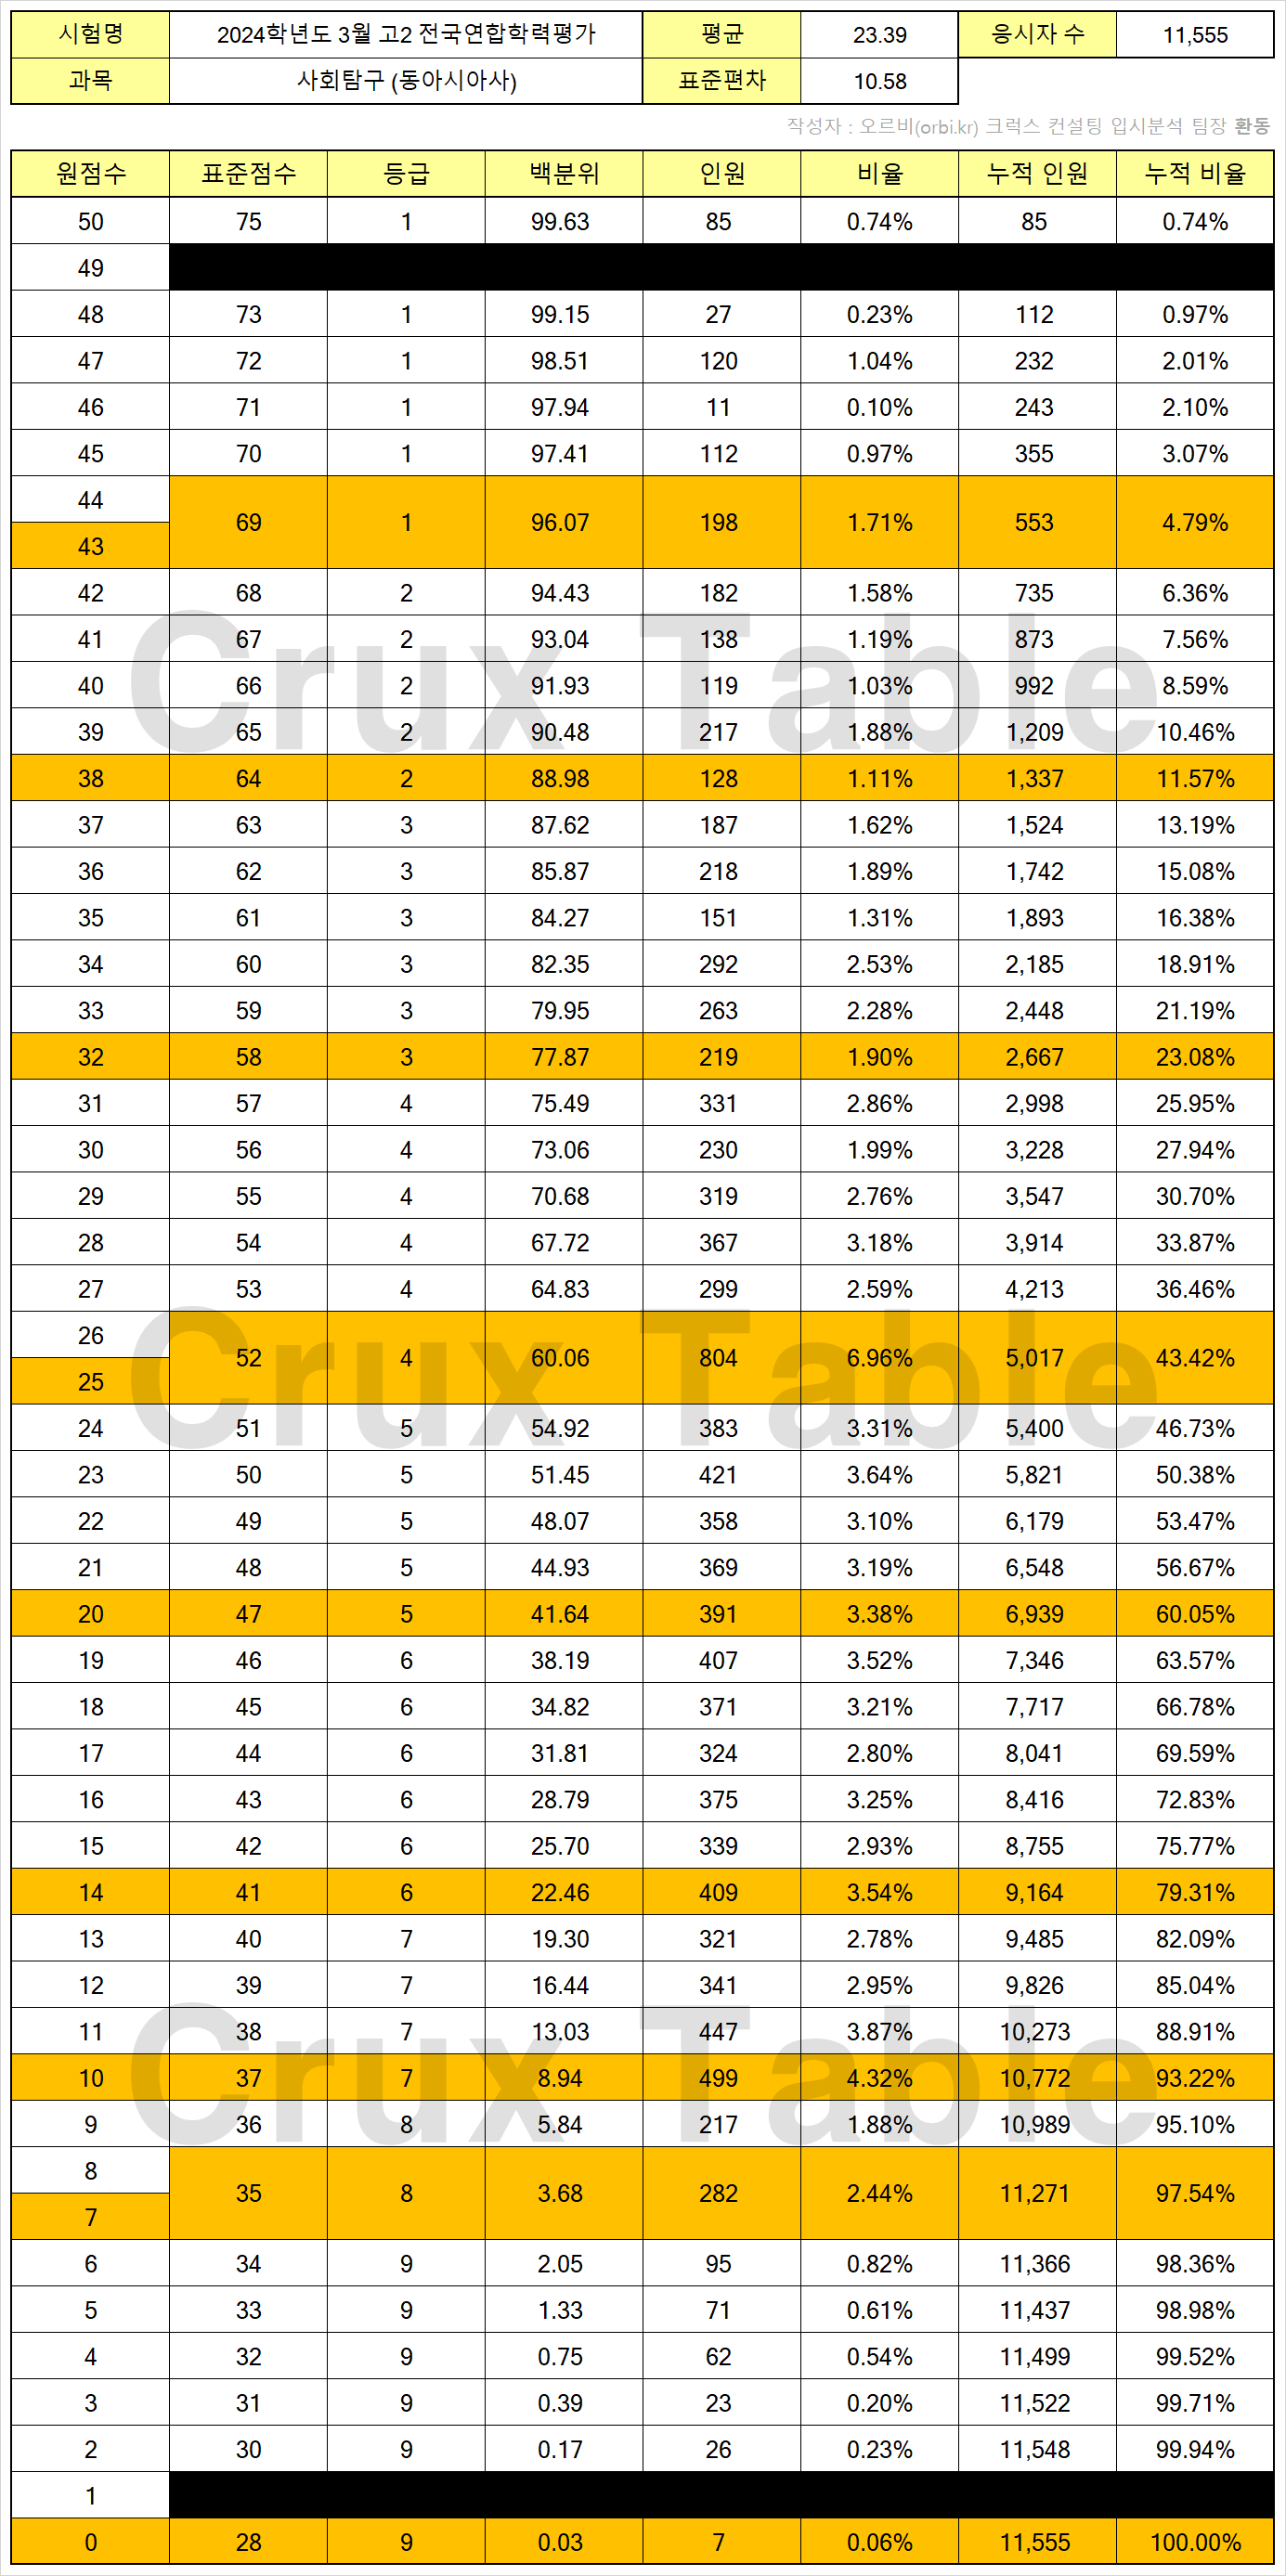 시험명 2024학년도 3월 고2 전국연합학력평가 평균 23.39 응시자 수 11,555
과목 사회탐구 (동아시아사) 표준편차 10.58
작성자 : 오르비(orbi.kr) 크럭스 컨설팅 입시분석 팀장 환동
원점수 표준점수 등급 백분위 인원 비율 누적 인원 누적 비율
50 75 1 99.63 85 0.74% 85 0.74%
49
48 73 1 99.15 27 0.23% 112 0.97%
47 72 1 98.51 120 1.04% 232 2.01%
46 71 1 97.94 11 0.10% 243 2.10%
45 70 1 97.41 112 0.97% 355 3.07%
44
69 1 96.07 198 1.71% 553 4.79%
43
42 68 2 94.43 182 1.58% 735 6.36%
41 67 2 93.04 138 1.19% 873 7.56%
40 66 2 91.93 119 1.03% 992 8.59%
Crux Table
39 65 2 90.48 217 1.88% 1,209 10.46%
38 64 2 88.98 128 1.11% 1,337 11.57%
37 63 3 87.62 187 1.62% 1,524 13.19%
36 62 3 85.87 218 1.89% 1,742 15.08%
35 61 3 84.27 151 1.31% 1,893 16.38%
34 60 3 82.35 292 2.53% 2,185 18.91%
33 59 3 79.95 263 2.28% 2,448 21.19%
32 58 3 77.87 219 1.90% 2,667 23.08%
31 57 4 75.49 331 2.86% 2,998 25.95%
30 56 4 73.06 230 1.99% 3,228 27.94%
29 55 4 70.68 319 2.76% 3,547 30.70%
28 54 4 67.72 367 3.18% 3,914 33.87%
27 53 4 64.83 299 2.59% 4,213 36.46%
26
52 4 60.06 804 6.96% 5,017 43.42%
25
Crux Table
24 51 5 54.92 383 3.31% 5,400 46.73%
23 50 5 51.45 421 3.64% 5,821 50.38%
22 49 5 48.07 358 3.10% 6,179 53.47%
21 48 5 44.93 369 3.19% 6,548 56.67%
20 47 5 41.64 391 3.38% 6,939 60.05%
19 46 6 38.19 407 3.52% 7,346 63.57%
18 45 6 34.82 371 3.21% 7,717 66.78%
17 44 6 31.81 324 2.80% 8,041 69.59%
16 43 6 28.79 375 3.25% 8,416 72.83%
15 42 6 25.70 339 2.93% 8,755 75.77%
14 41 6 22.46 409 3.54% 9,164 79.31%
13 40 7 19.30 321 2.78% 9,485 82.09%
12 39 7 16.44 341 2.95% 9,826 85.04%
11 38 7 13.03 447 3.87% 10,273 88.91%
Crux Table
10 37 7 8.94 499 4.32% 10,772 93.22%
9 36 8 5.84 217 1.88% 10,989 95.10%
8
35 8 3.68 282 2.44% 11,271 97.54%
7
6 34 9 2.05 95 0.82% 11,366 98.36%
5 33 9 1.33 71 0.61% 11,437 98.98%
4 32 9 0.75 62 0.54% 11,499 99.52%
3 31 9 0.39 23 0.20% 11,522 99.71%
2 30 9 0.17 26 0.23% 11,548 99.94%
1
0 28 9 0.03 7 0.06% 11,555 100.00%